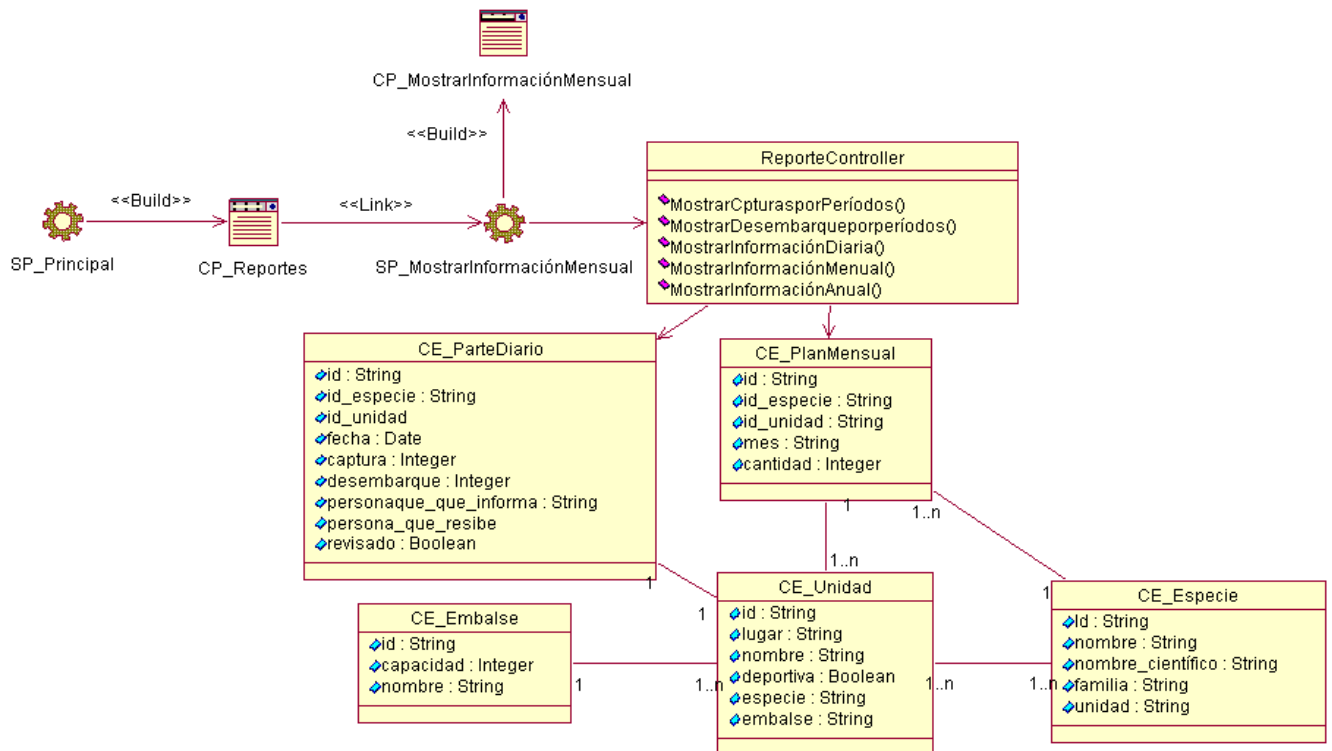 CP_MostrarInformaciónMensual
<<Build>>
ReporteController
MostrarCpturasporPeríodos()
MostrarDesembarqueporperíodos()
MostrarInformaciónDiaria()
MostrarInformaciónMenual()
MostrarInformaciónAnual()
<<Build>>
<<Link>>
SP_Principal
CP_Reportes
SP_MostrarInformaciónMensual
CE_ParteDiario
id : String
id_especie : String
id_unidad
fecha : Date
captura : Integer
desembarque : Integer
personaque_que_informa : String
persona_que_resibe
revisado : Boolean
CE_PlanMensual
id : String
id_especie : String
id_unidad : String
mes : String
cantidad : Integer
1
1..n
1..n
1
1
1
CE_Embalse
id : String
capacidad : Integer
nombre : String
1
1..n
CE_Unidad
id : String
lugar : String
nombre : String
deportiva : Boolean
especie : String
embalse : String
1..n
1..n
CE_Especie
Id : String
nombre : String
nombre_científico : String
familia : String
unidad : String